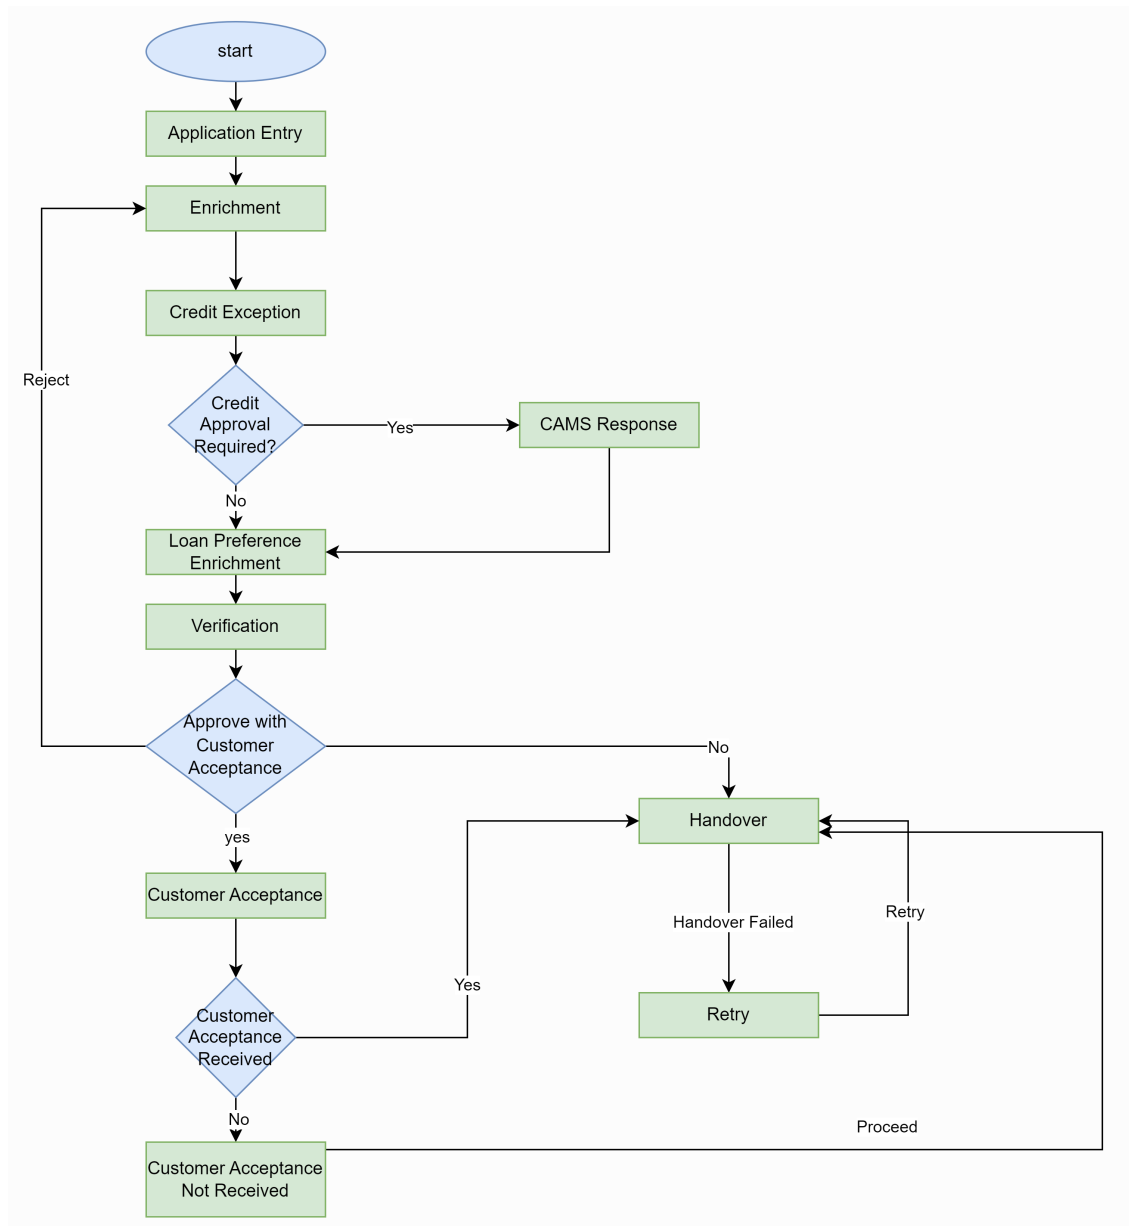 start
Application Entry
Enrichment
Credit Exception
Reject
Credit
Approval
Required?
Yes
CAMS Response
No
Loan Preference
Enrichment
Verification
Approve with
Customer
Acceptance
No
Handover
yes
Customer Acceptance
Handover Failed
Retry
Yes
Customer
Acceptance
Received
Retry
No
Proceed
Customer Acceptance
Not Received